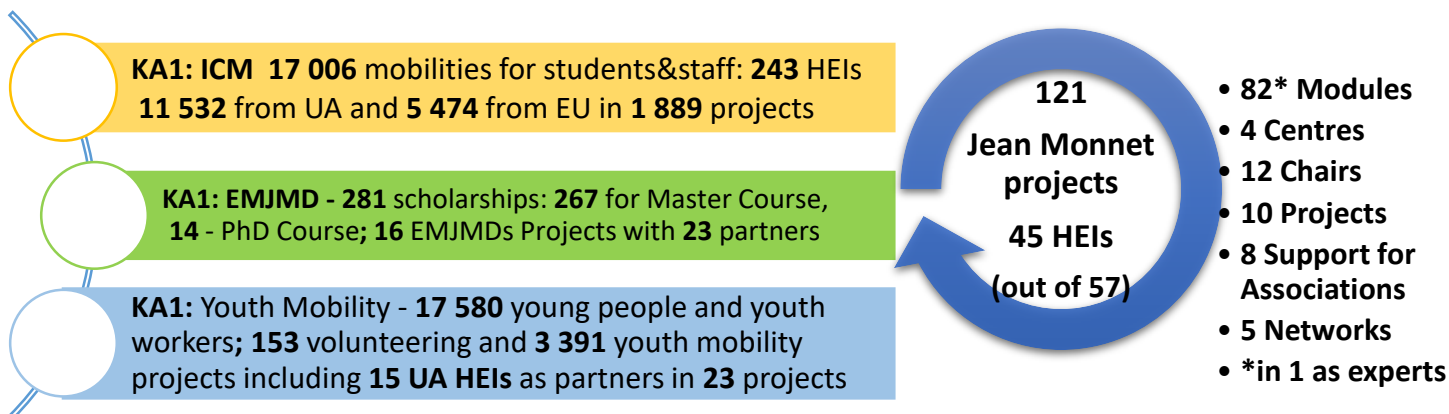 KA1: ICM 17 006 mobilities for students&staff: 243 HEIs
11 532 from UA and 5 474 from EU in 1 889 projects
KA1: EMJMD - 281 scholarships: 267 for Master Course,
14 - PhD Course; 16 EMJMDs Projects with 23 partners
KA1: Youth Mobility - 17 580 young people and youth
workers; 153 volunteering and 3 391 youth mobility
projects including 15 UA HEIs as partners in 23 projects
121
Jean Monnet
projects
45 HEIs
(out of 57)
• 82* Modules
• 4 Centres
• 12 Chairs
• 10 Projects
• 8 Support for
Associations
• 5 Networks
• *in 1 as experts